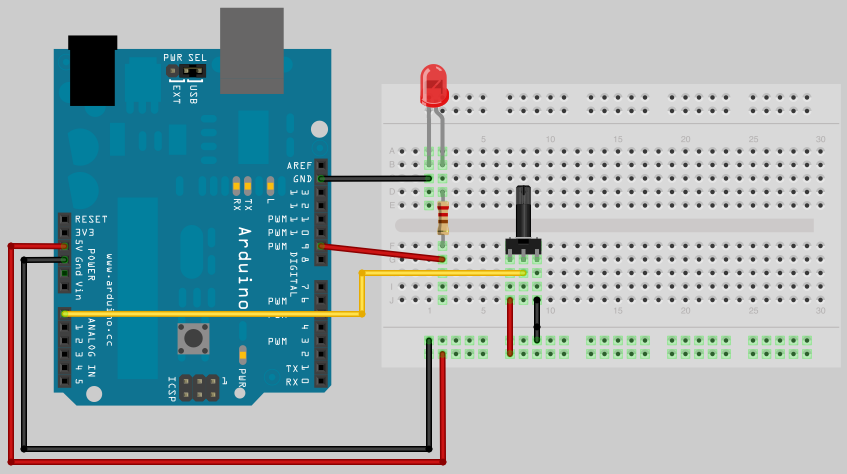 PWR SEL
EXT
USB
AREF
GND
13
12
PWM 11
PWM 10
PWM 9
8
7
PWM 6
PWM
4
PWM 3
2
TX 1
RX 0
DIGITAL
RX
TX
L
Arduino
www.arduino.cc
RESET
3V3
5V
Gnd
Vin
POWER
1
2
3
4
5
ANALOG IN
ICSP
1
PWR
5 10 15 20 25 30
A
B
D
E
F
G
I
J
1 5 10 15 20 25 30